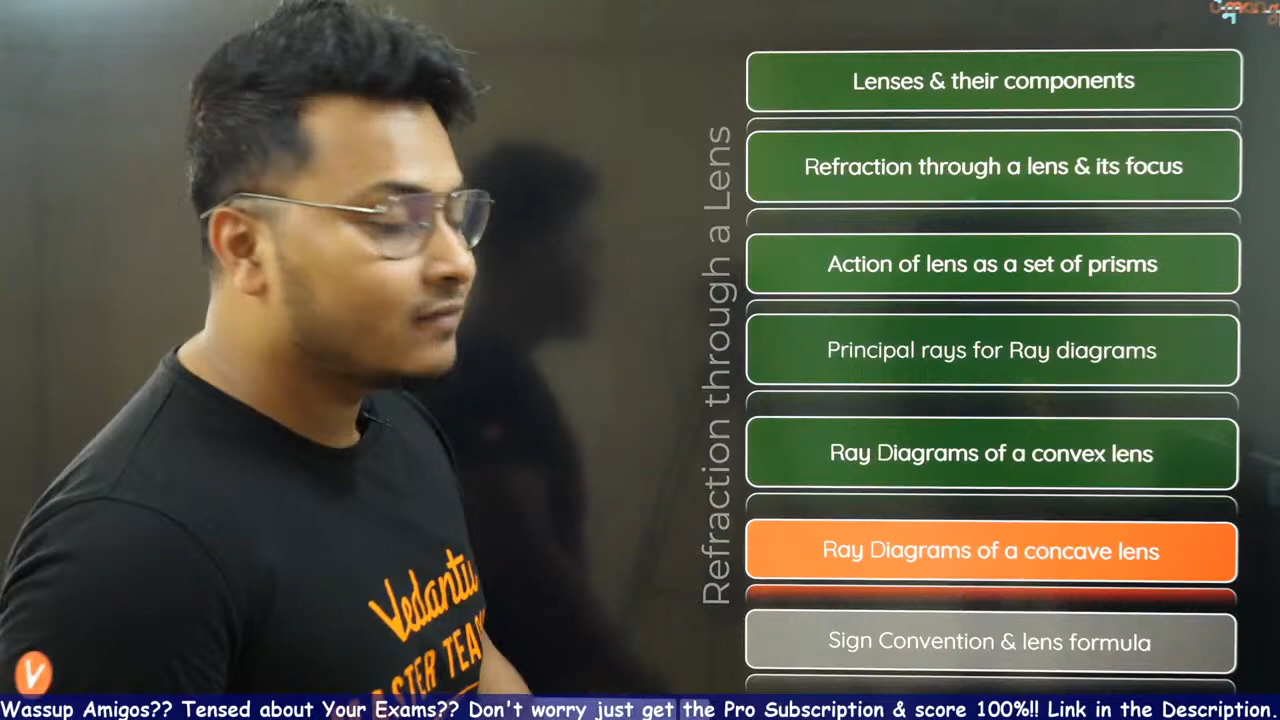 Lenses & their components
Refraction through a lens & its focus
Action of lens as a set of prisms
Principal rays for Ray diagrams
Ray Diagrams of a convex lens
Ray Diagrams of a concave lens
Sign Convention & lens formula
Refraction through a Lens
Vedantu
ASTER TEA
V
Wassup Amigos?? Tensed about Your Exams?? Don't worry just get the Pro Subscription & score 100%!! Link in the Description.